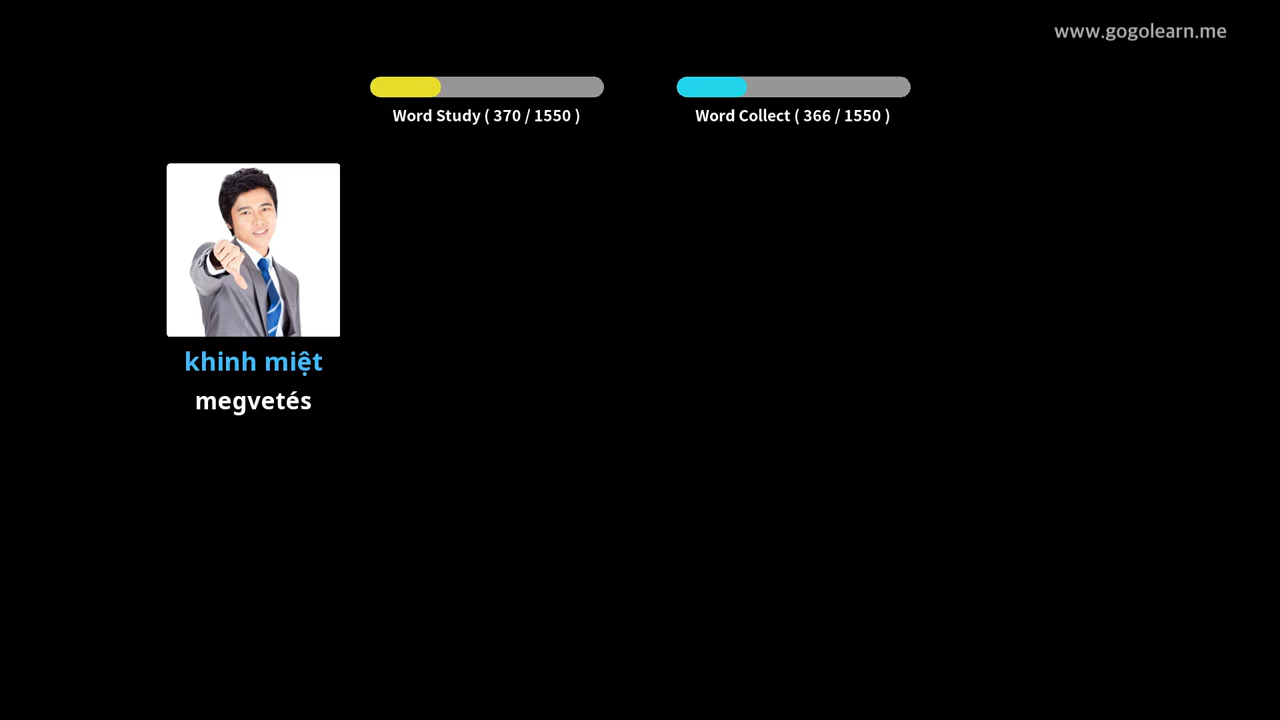 www.gogolearn.me
Word Study ( 370 / 1550 )
Word Collect ( 366 / 1550 )
khinh miệt
megvetés